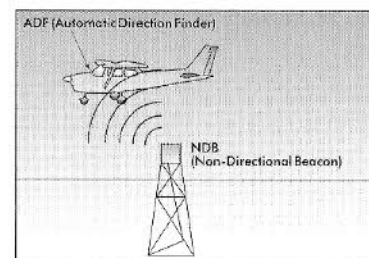 ADF (Automatic Direction Finder)
NDB
(Non-Directional Beacon)